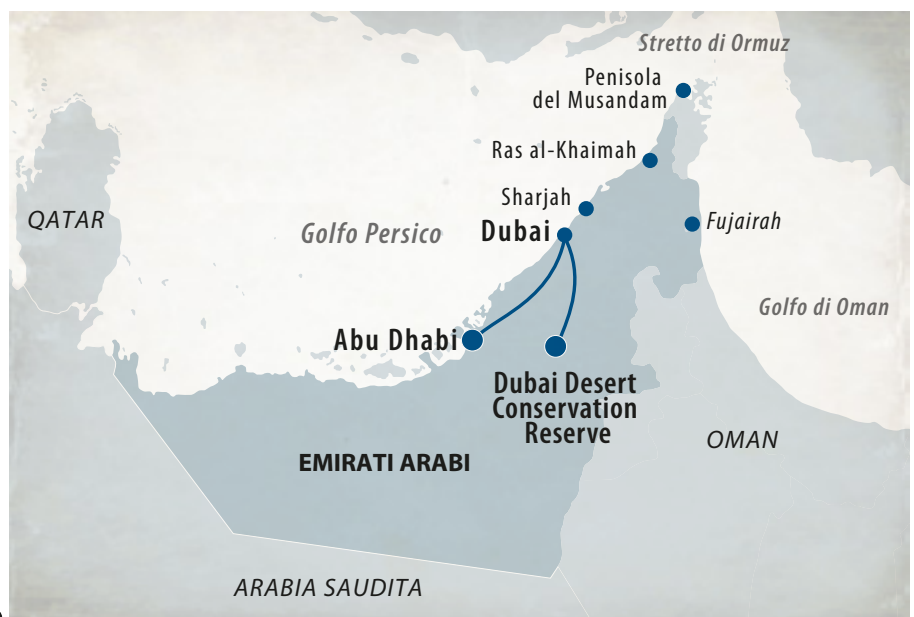 Stretto di Ormuz
Penisola
del Musandam
Ras al-Khaimah
Sharjah
QATAR
Golfo Persico
Dubai
Fujairah
Golfo di Oman
Abu Dhabi
Dubai Desert
Conservation
Reserve
OMAN
EMIRATI ARABI
ARABIA SAUDITA